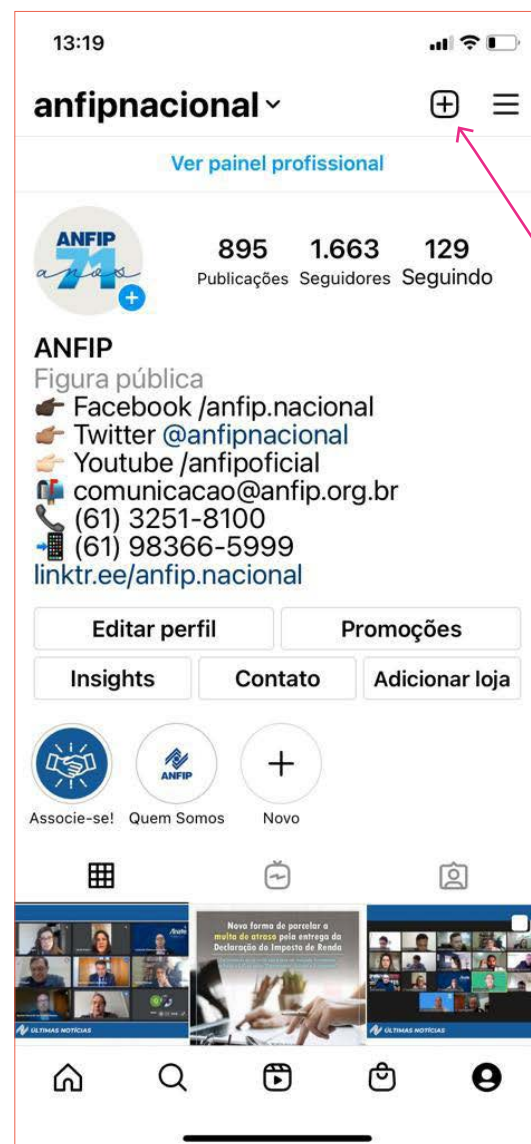 13:19
anfipnacional
Ver painel profissional
ANFIP
71
anos
895 1.663 129
Publicações Seguidores Seguindo
ANFIP
Figura pública
Facebook /anfip.nacional
Twitter @anfipnacional
Youtube /anfipoficial
comunicacao@anfip.org.br
(61) 3251-8100
(61) 98366-5999
linktr.ee/anfip.nacional
Editar perfil Promoções
Insights Contato Adicionar loja
ANFIP
Associe-se! Quem Somos Novo
Nova forma de parcelar a
multa de atraso pela entrega da
Declaração do Imposto de Renda
ÚLTIMAS NOTÍCIAS
ÚLTIMAS NOTÍCIAS